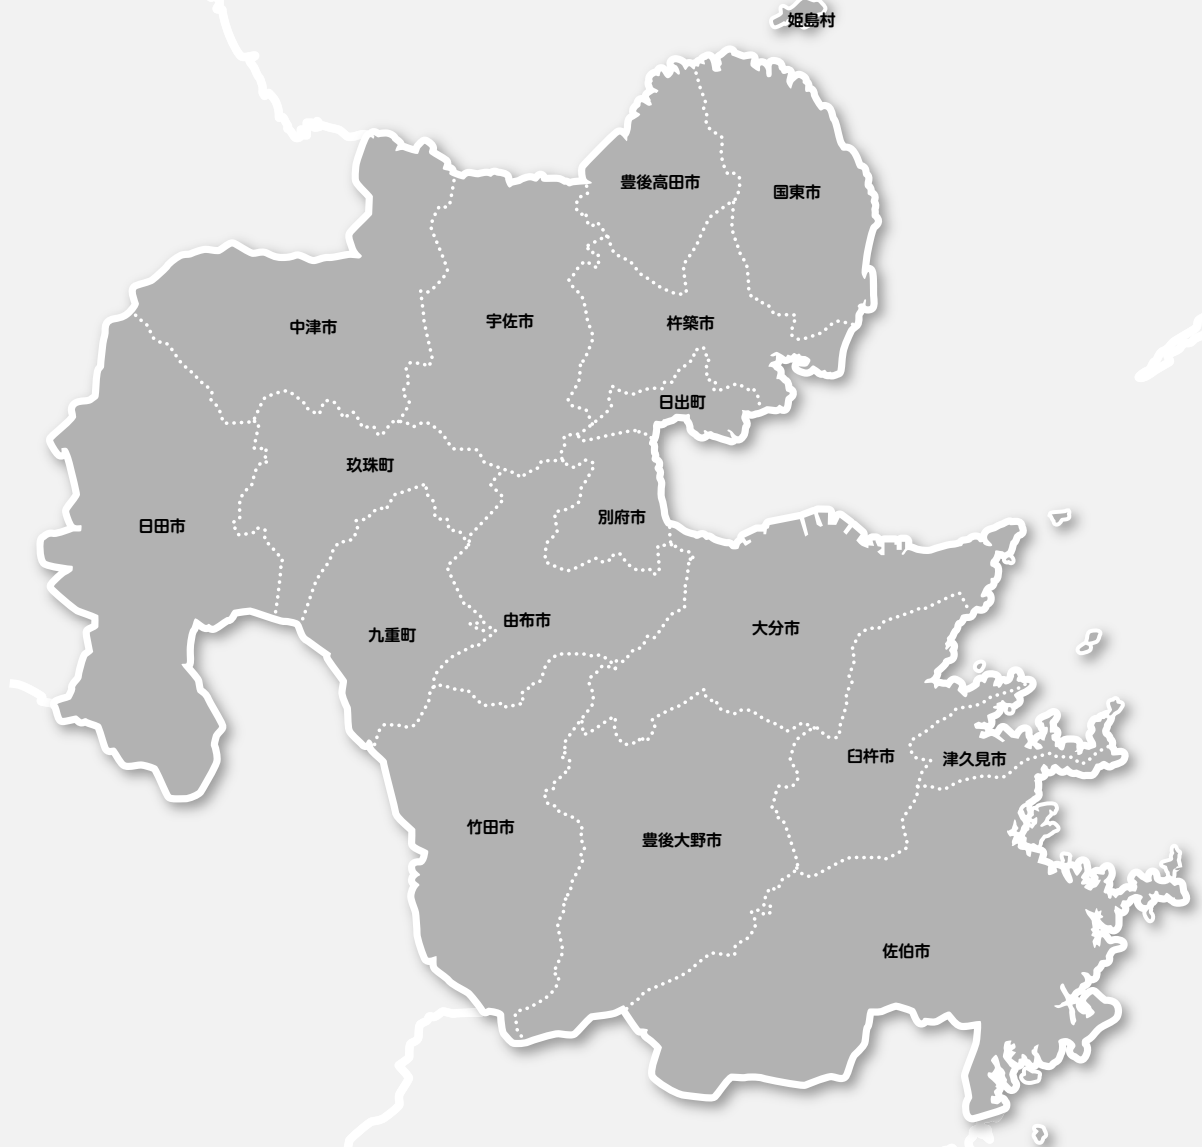 姫島村
豊後高田市
国東市
中津市
宇佐市
杵築市
日出町
玖珠町
別府市
日田市
由布市
大分市
九重町
臼杵市
津久見市
竹田市
豊後大野市
佐伯市